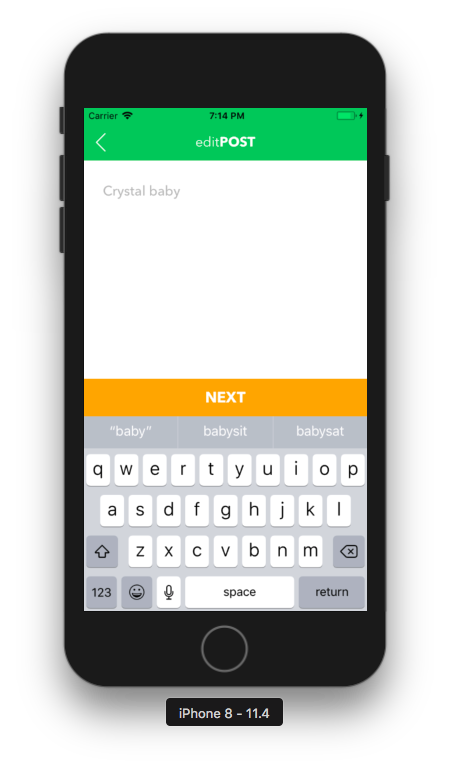 Carrier 7:14 PM
editPOST
Crystal baby
NEXT
“baby” babysit babysat
q w e r t y u i o p
a s d f g h j k l
z x c v b n m
123 space return
iPhone 8 - 11.4